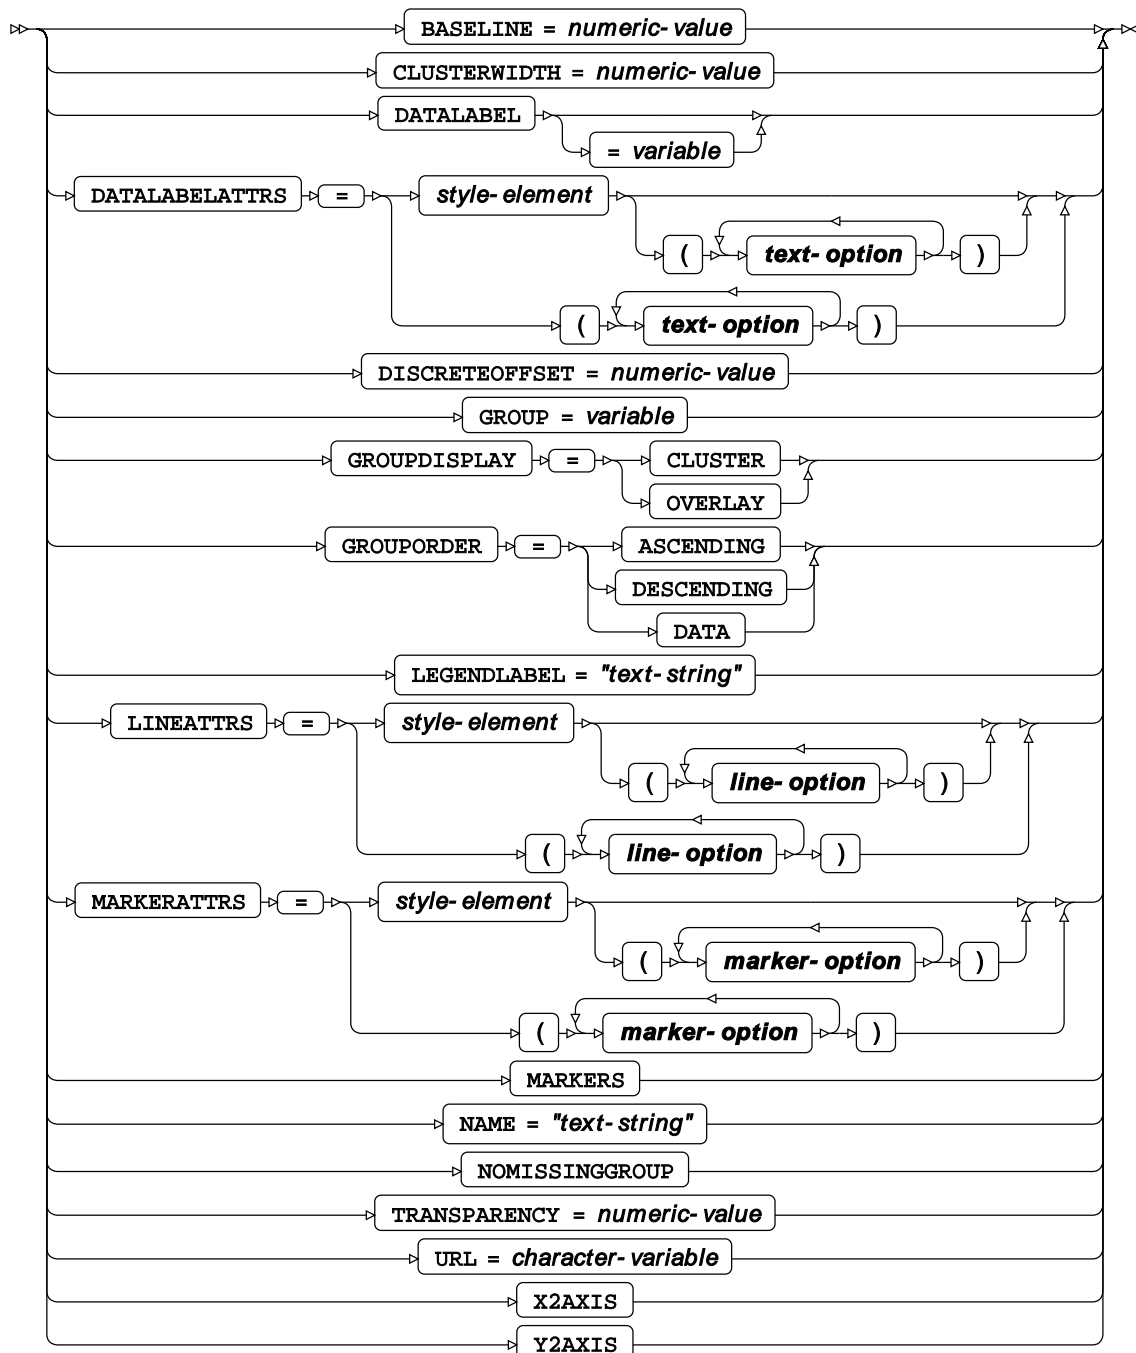 BASELINE = numeric-value
CLUSTERWIDTH = numeric-value
DATALABEL
= variable
DATALABELATTRS = style-element
( text-option )
( text-option )
DISCRETEOFFSET = numeric-value
GROUP = variable
GROUPDISPLAY = CLUSTER
OVERLAY
GROUPORDER = ASCENDING
DESCENDING
DATA
LEGENDLABEL = "text-string"
LINEATTRS = style-element
( line-option )
( line-option )
MARKERATTRS = style-element
( marker-option )
( marker-option )
MARKERS
NAME = "text-string"
NOMISSINGGROUP
TRANSPARENCY = numeric-value
URL = character-variable
X2AXIS
Y2AXIS